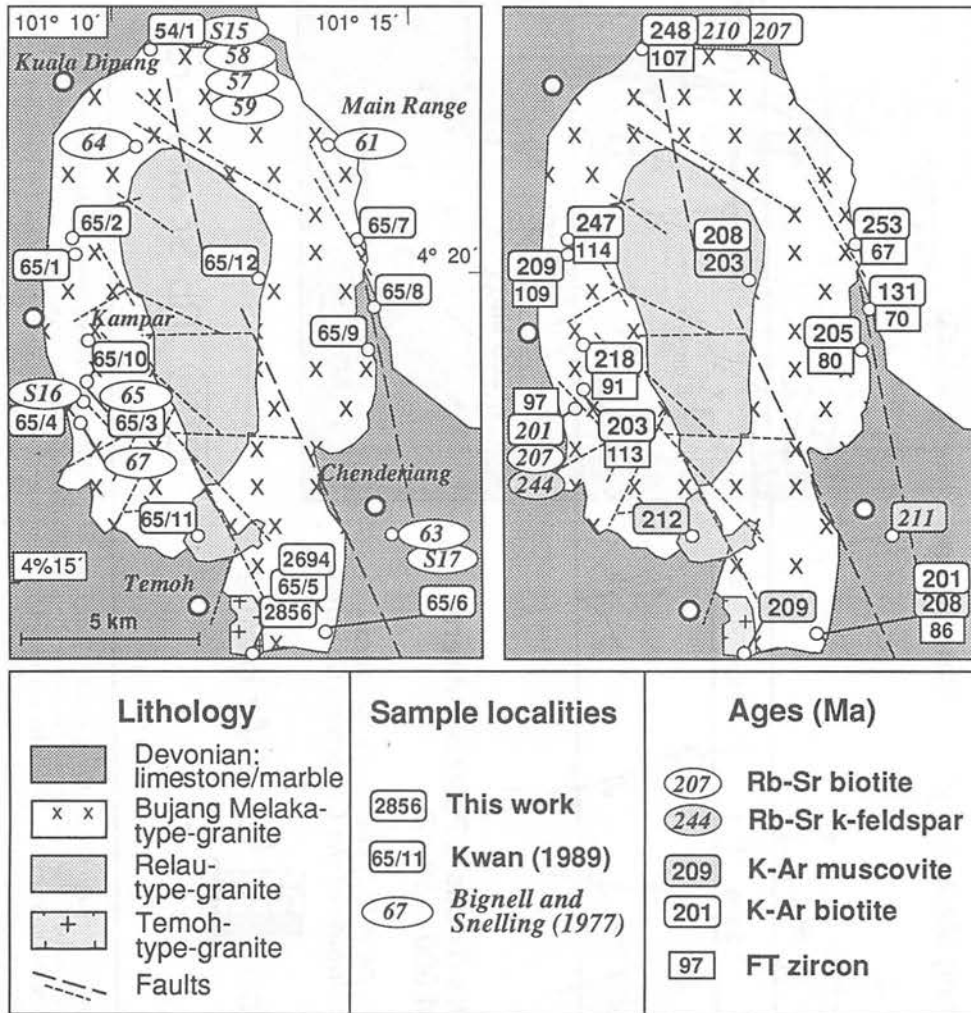 101° 10´
54/1
S15
101° 15´
Kuala Dipang
58
57
59
Main Range
64
61
65/2
65/7
65/1
65/12
4° 20´
65/8
Kampar
65/9
65/10
S16
65
65/4
65/3
67
Chenderiang
65/11
63
S17
2694
4%15´
65/5
Temoh
2856
65/6
5 km
248
210
207
107
247
114
253
67
208
203
209
109
131
70
205
80
218
91
97
201
203
113
207
244
212
211
209
201
208
86
Lithology
Devonian:
limestone/marble
x x
Bujang Melaka-
type-granite
Relau-
type-granite
+
Temoh-
type-granite
Faults
Sample localities
2856 This work
65/11 Kwan (1989)
67 Bignell and
Snelling (1977)
Ages (Ma)
207 Rb-Sr biotite
244 Rb-Sr k-feldspar
209 K-Ar muscovite
201 K-Ar biotite
97 FT zircon